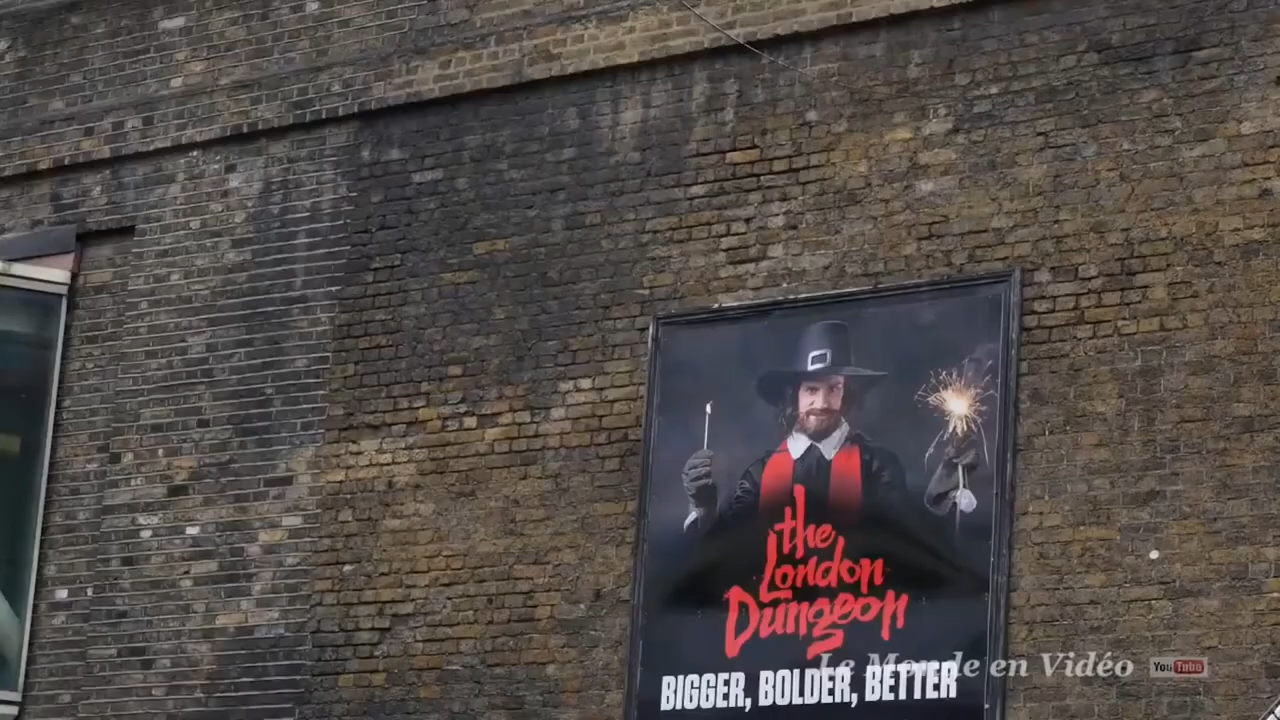 the
London
Dungeon
BIGGER, BOLDER, BETTER
Le Monde en Vidéo
YouTube